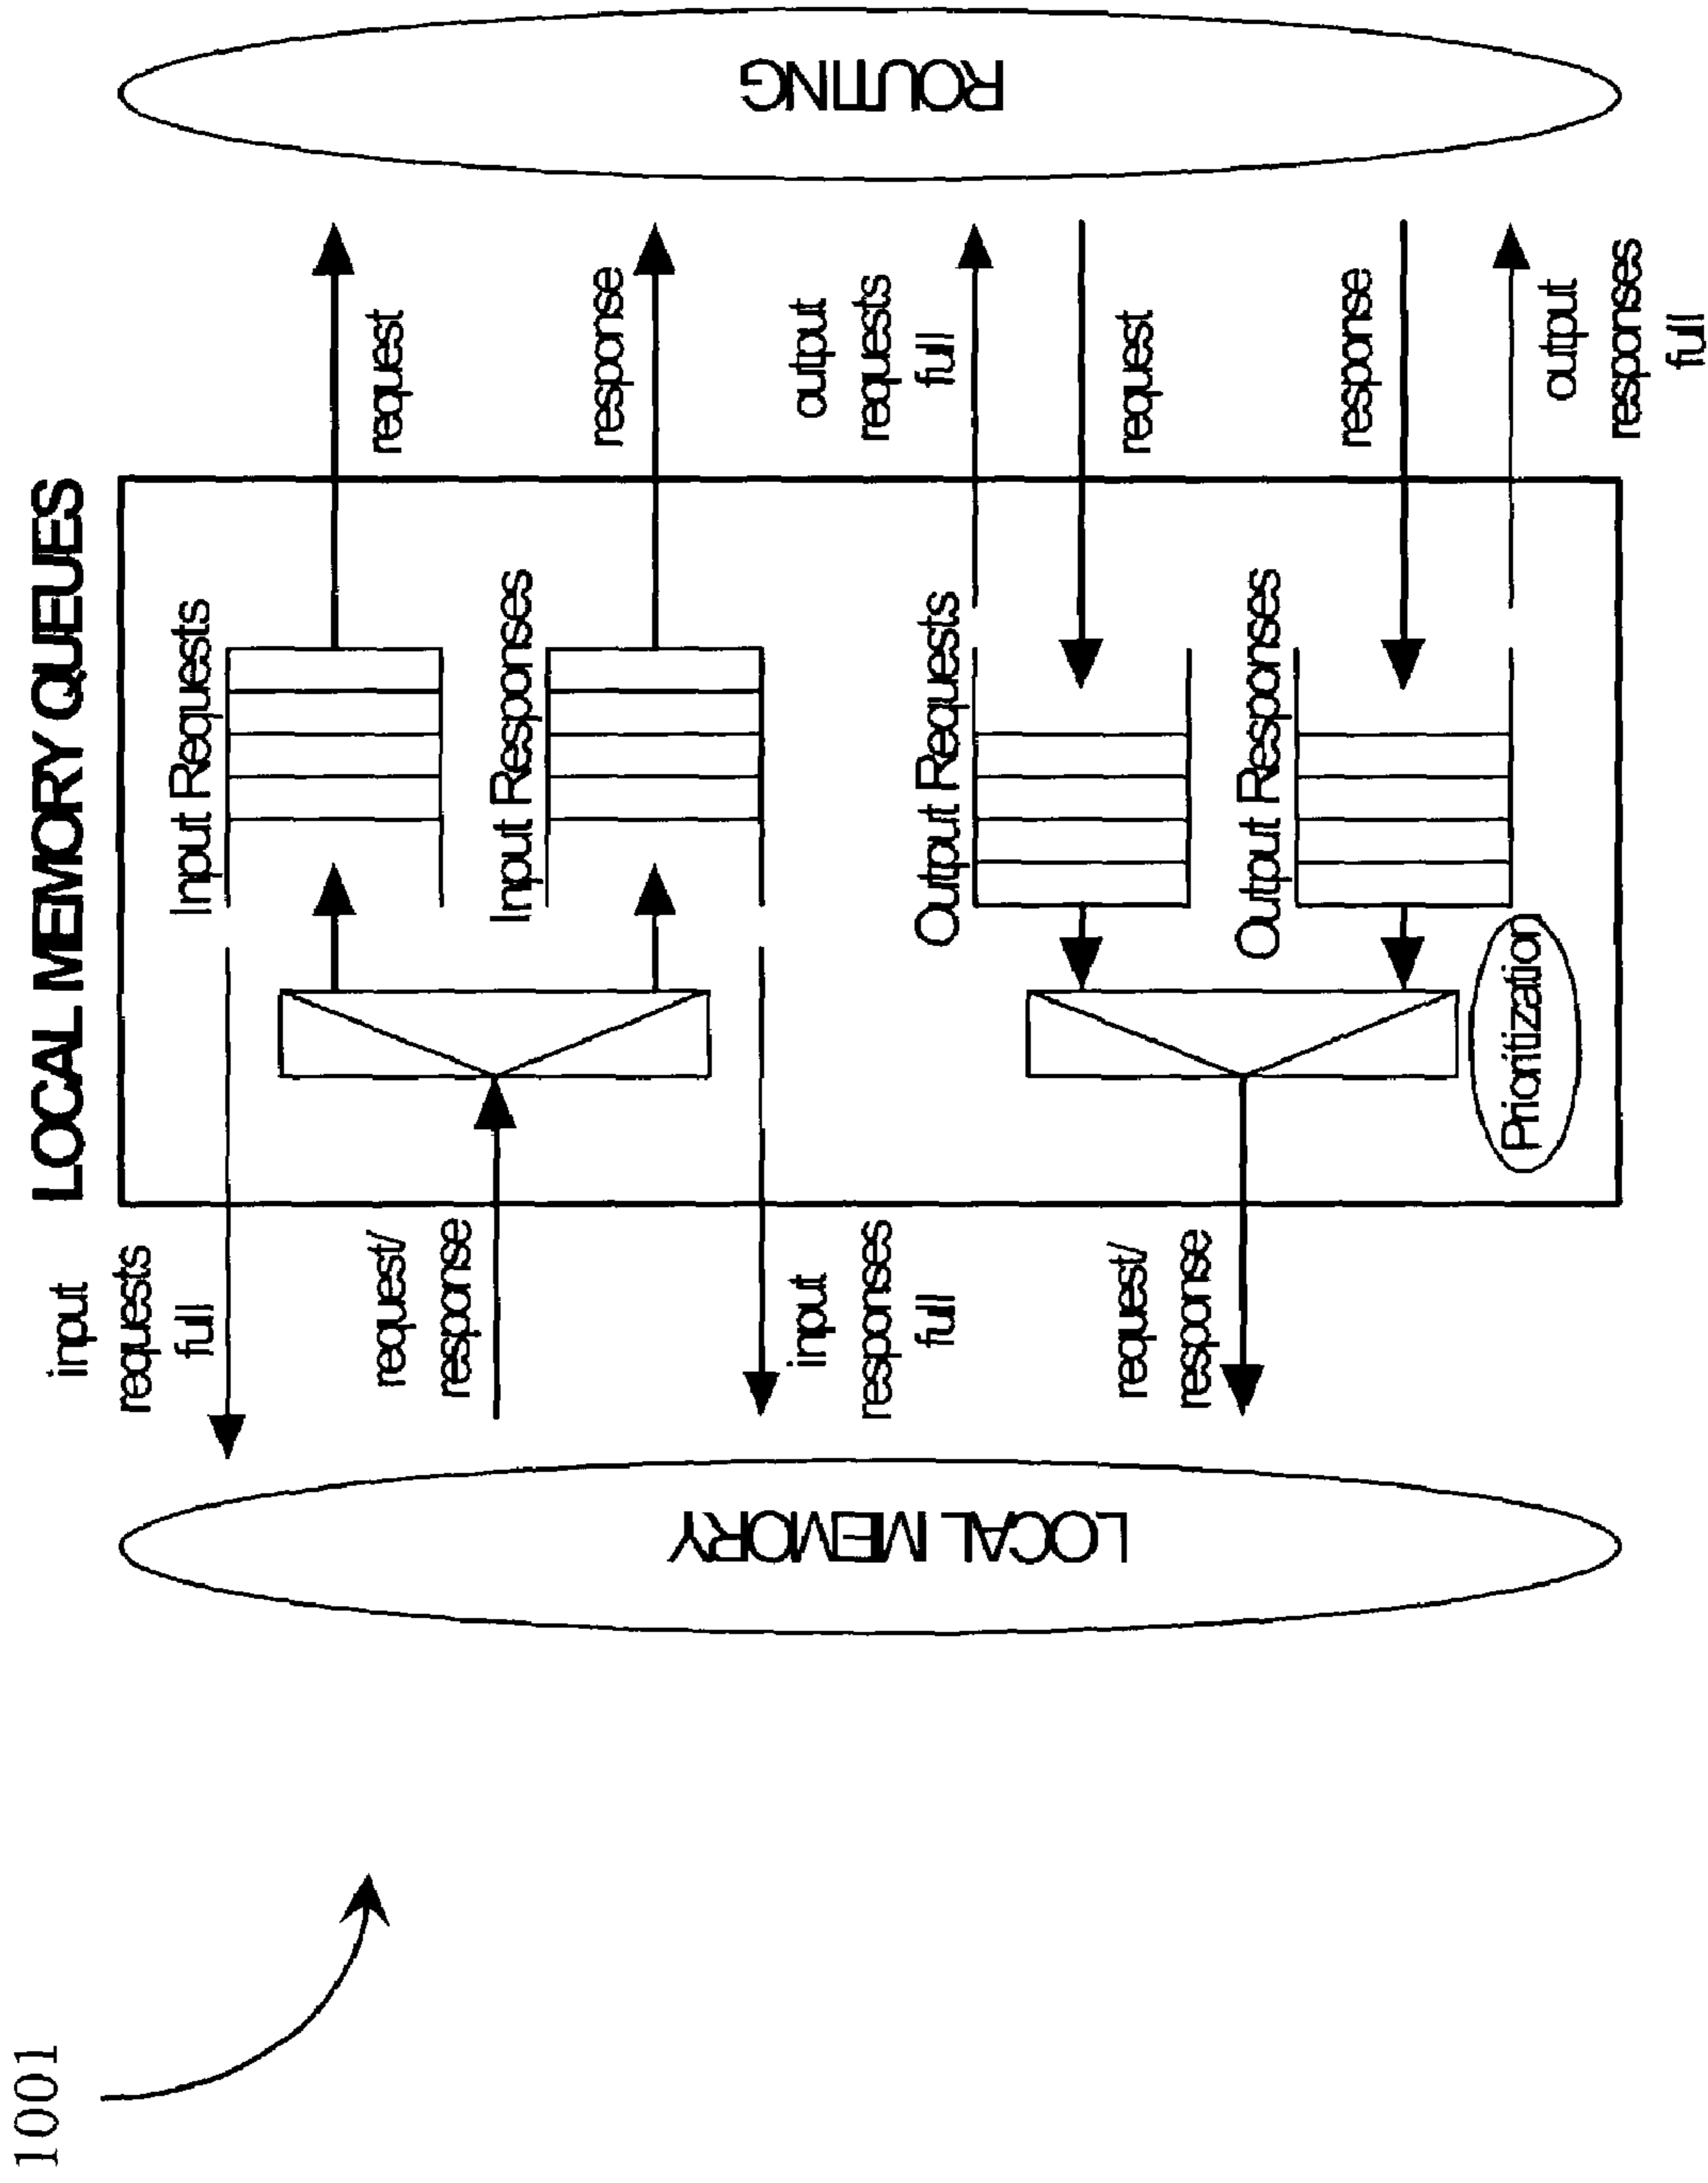 1001
LOCAL MEMORY QUEUES
LOCAL MEMORY
input
requests
full
request/
response
input
responses
full
request/
response
Input Requests
Input Responses
Output Requests
Output Responses
Prioritization
request
response
output
requests
full
request
response
output
responses
full
ROUTING